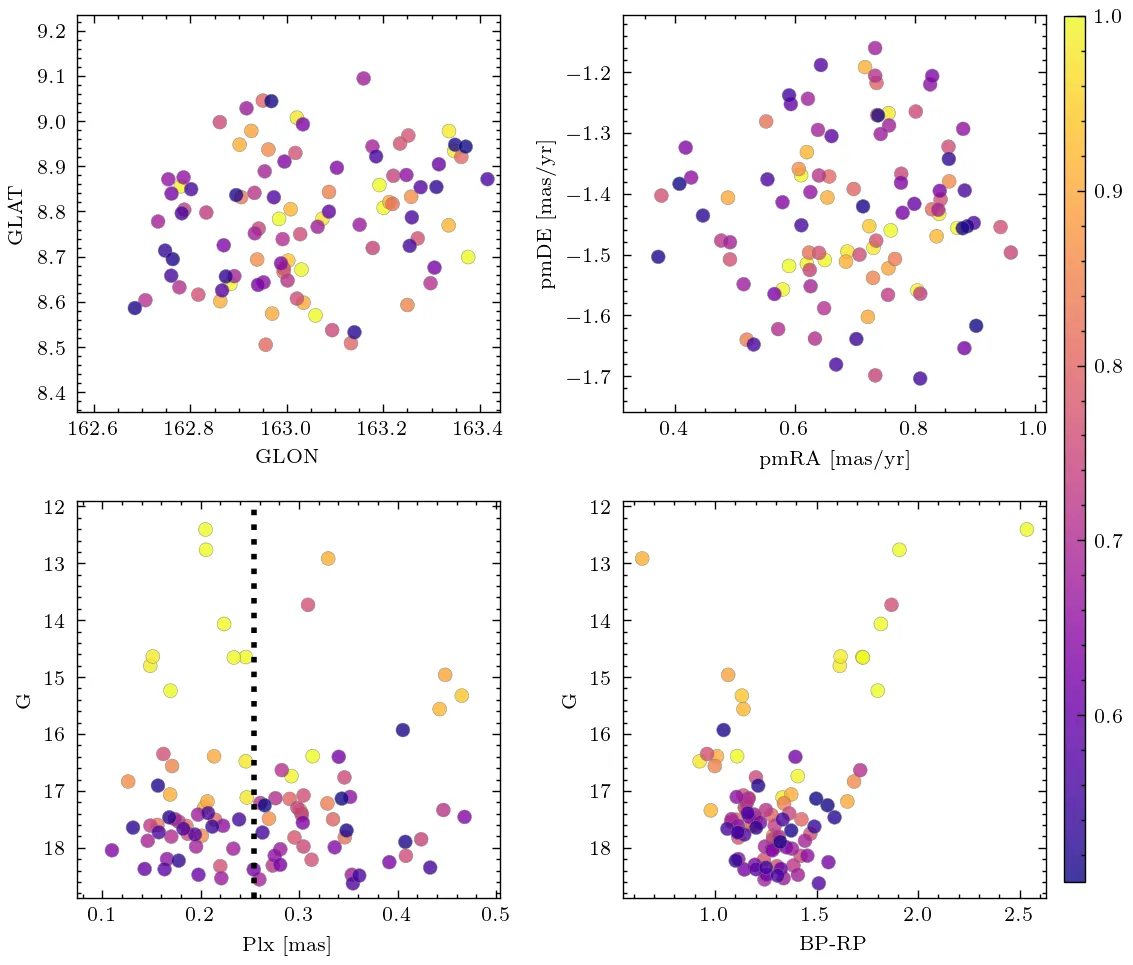 9.2
9.1
9.0
8.9
8.8
8.7
8.6
8.5
8.4
GLAT
162.6 162.8 163.0 163.2 163.4
GLON
−1.2
−1.3
−1.4
−1.5
−1.6
−1.7
pmDE [mas/yr]
0.4 0.6 0.8 1.0
pmRA [mas/yr]
1.0
0.9
0.8
0.7
0.6
12
13
14
15
16
17
18
G
0.1 0.2 0.3 0.4 0.5
Plx [mas]
12
13
14
15
16
17
18
G
1.0 1.5 2.0 2.5
BP-RP